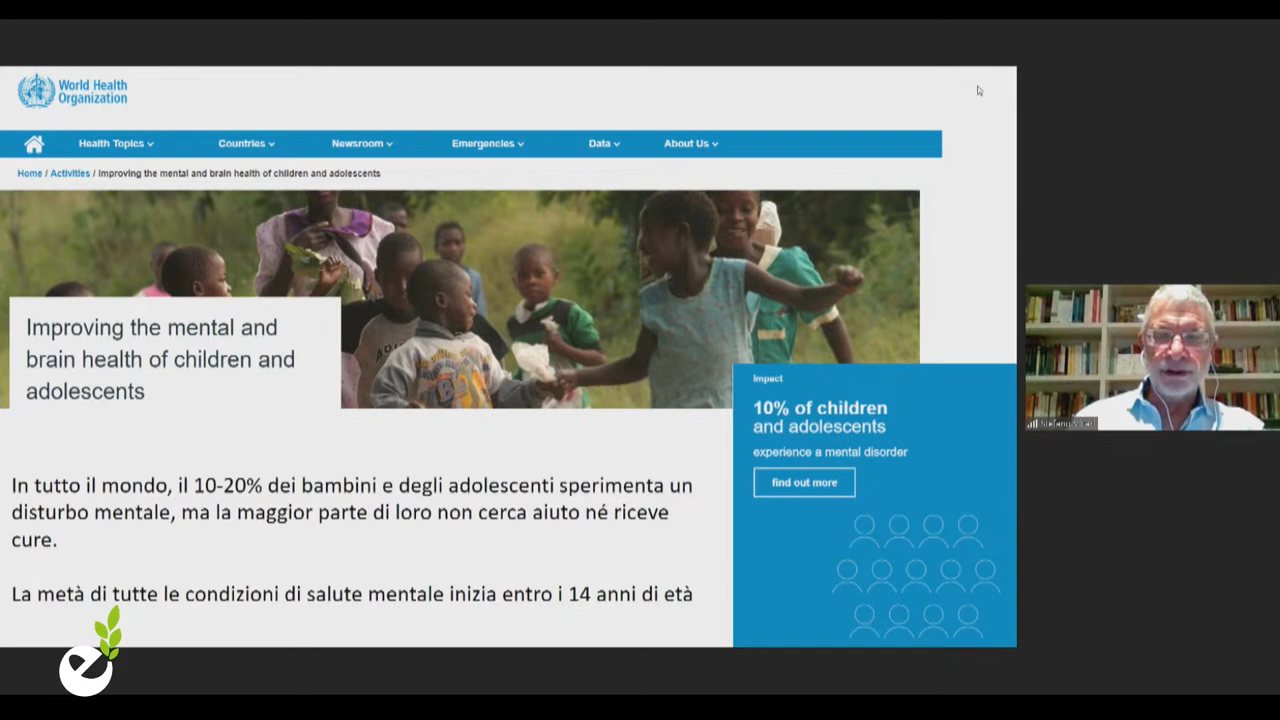 World Health
Organization
Health Topics
Countries
Newsroom
Emergencies
Data
About Us
Home / Activities / Improving the mental and brain health of children and adolescents
Improving the mental and
brain health of children and
adolescents
Impact
10% of children
and adolescents
experience a mental disorder
find out more
In tutto il mondo, il 10-20% dei bambini e degli adolescenti sperimenta un
disturbo mentale, ma la maggior parte di loro non cerca aiuto né riceve
cure.
La metà di tutte le condizioni di salute mentale inizia entro i 14 anni di età
Stefano
e